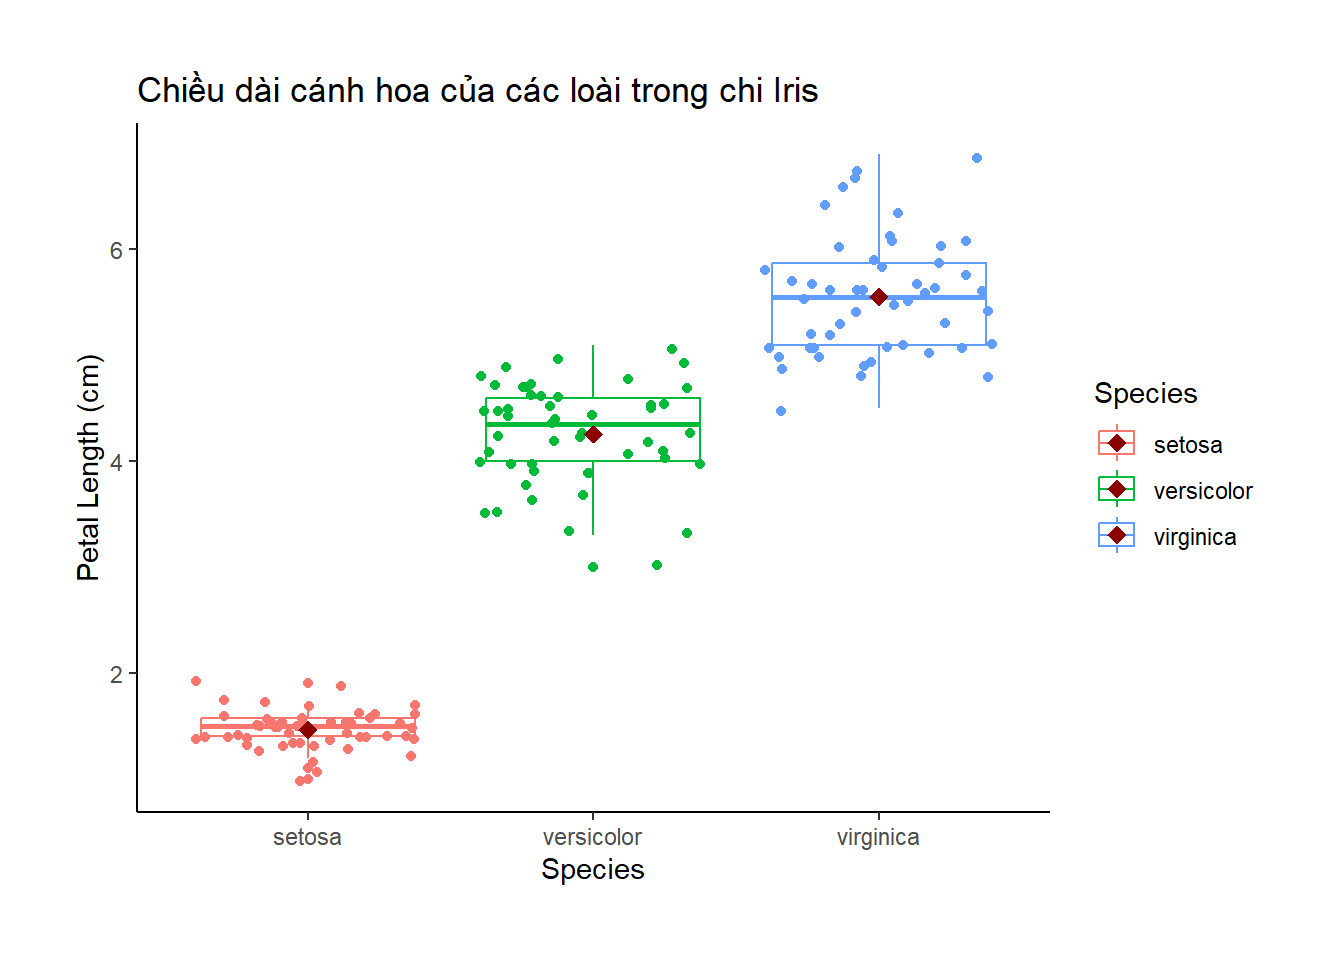 Chiều dài cánh hoa của các loài trong chi Iris
Petal Length (cm)
6
4
2
setosa
versicolor
virginica
Species
Species
setosa
versicolor
virginica